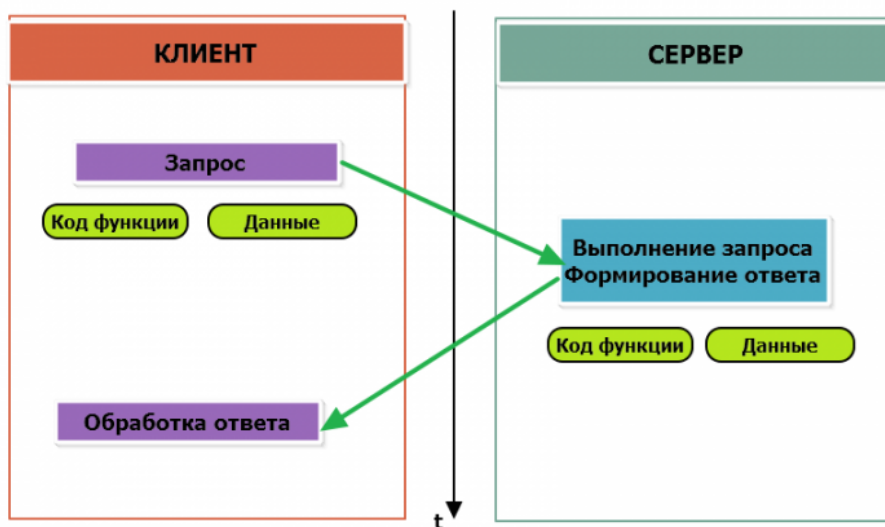 КЛИЕНТ
СЕРВЕР
Запрос
Код функции
Данные
Выполнение запроса
Формирование ответа
Код функции
Данные
Обработка ответа
t